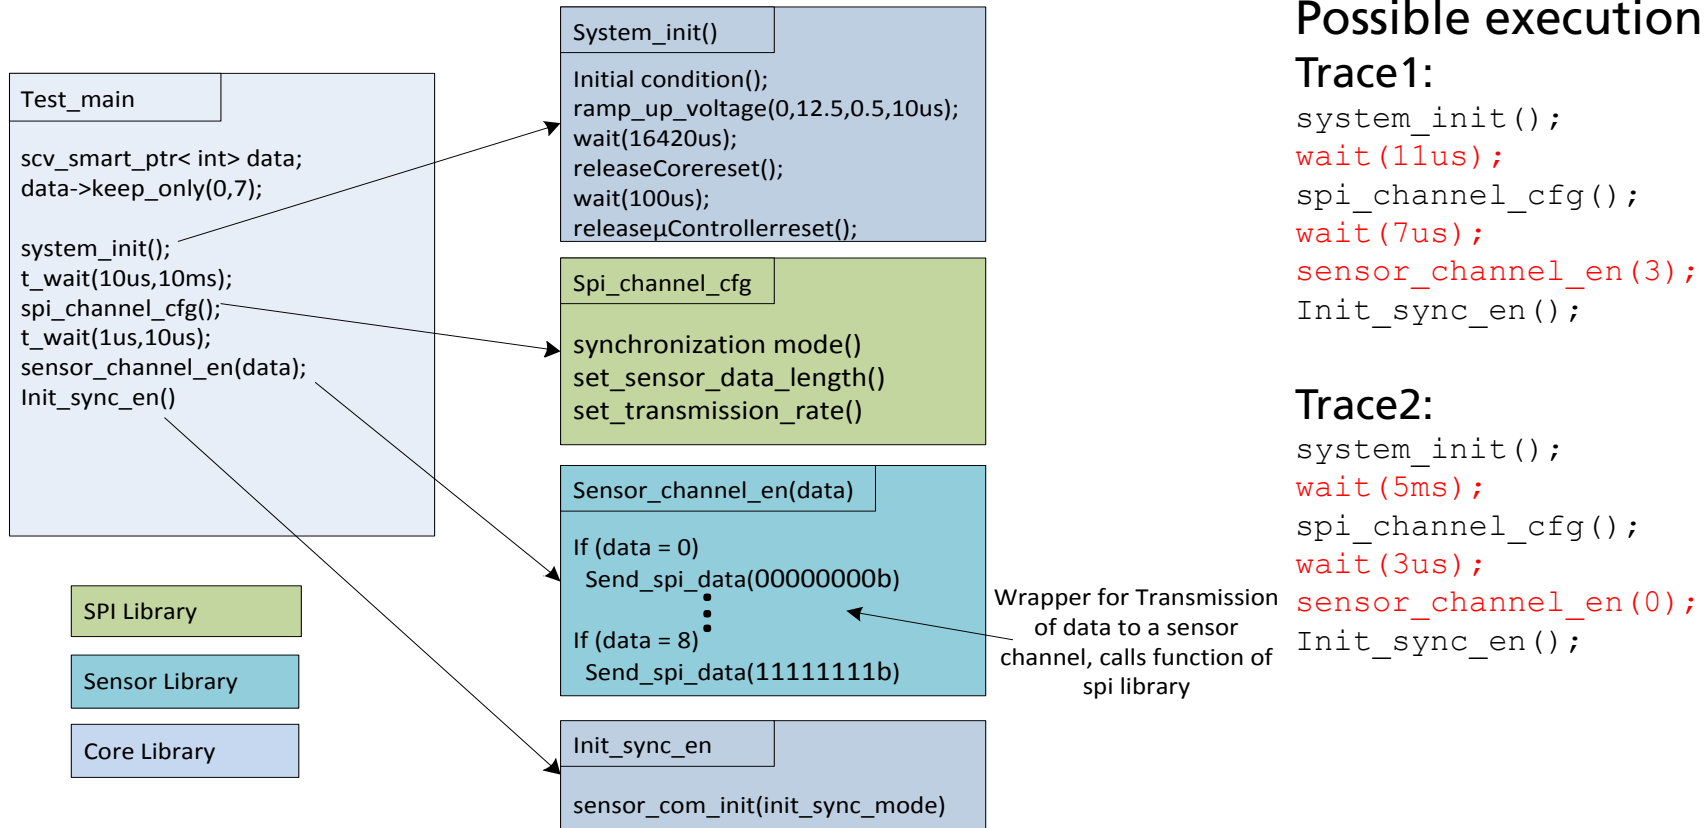 Test_main
scv_smart_ptr< int> data;
data->keep_only(0,7);
system_init();
t_wait(10us,10ms);
spi_channel_cfg();
t_wait(1us,10us);
sensor_channel_en(data);
Init_sync_en()
SPI Library
Sensor Library
Core Library
System_init()
Initial condition();
ramp_up_voltage(0,12.5,0.5,10us);
wait(16420us);
releaseCorereset();
wait(100us);
releaseµControllerreset();
Spi_channel_cfg
synchronization mode()
set_sensor_data_length()
set_transmission_rate()
Sensor_channel_en(data)
If (data = 0)
Send_spi_data(00000000b)
If (data = 8)
Send_spi_data(11111111b)
Init_sync_en
sensor_com_init(init_sync_mode)
Wrapper for Transmission
of data to a sensor
channel, calls function of
spi library
Possible execution
Trace1:
system_init();
wait(11us);
spi_channel_cfg();
wait(7us);
sensor_channel_en(3);
Init_sync_en();
Trace2:
system_init();
wait(5ms);
spi_channel_cfg();
wait(3us);
sensor_channel_en(0);
Init_sync_en();